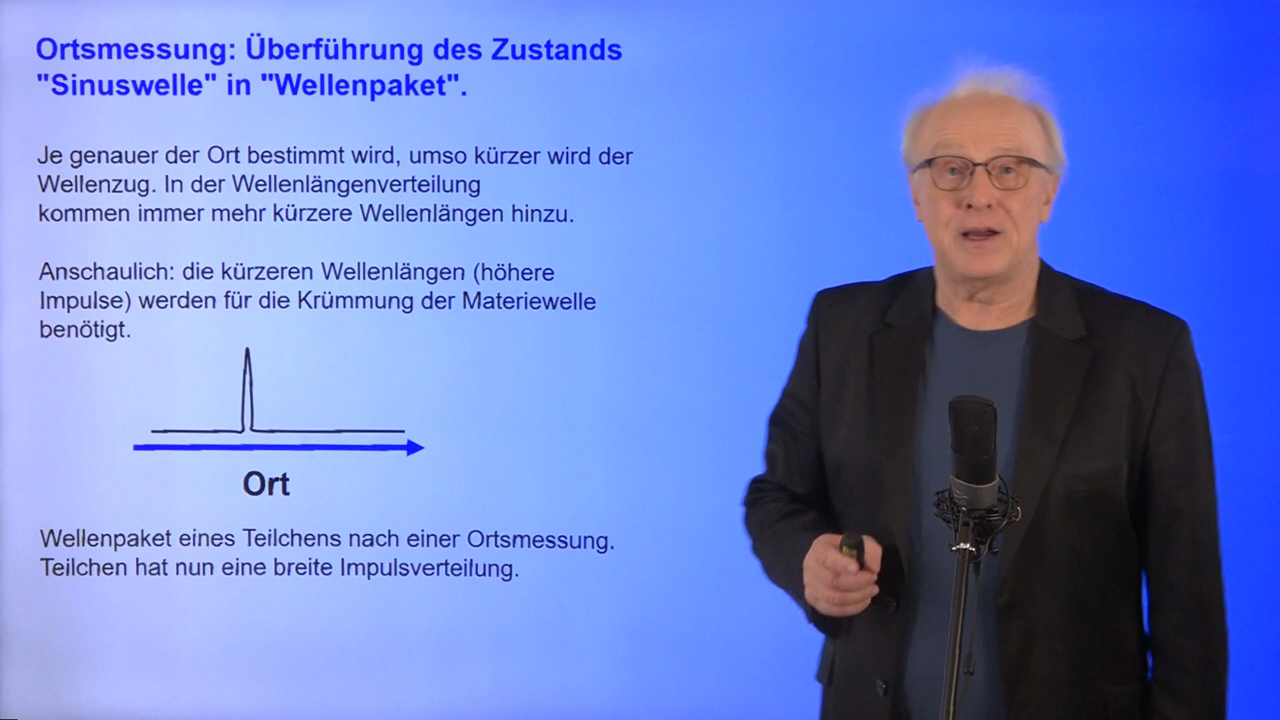 Ortsmessung: Überführung des Zustands
"Sinuswelle" in "Wellenpaket".
Je genauer der Ort bestimmt wird, umso kürzer wird der
Wellenzug. In der Wellenlängenverteilung
kommen immer mehr kürzere Wellenlängen hinzu.
Anschaulich: die kürzeren Wellenlängen (höhere
Impulse) werden für die Krümmung der Materiewelle
benötigt.
Ort
Wellenpaket eines Teilchens nach einer Ortsmessung.
Teilchen hat nun eine breite Impulsverteilung.